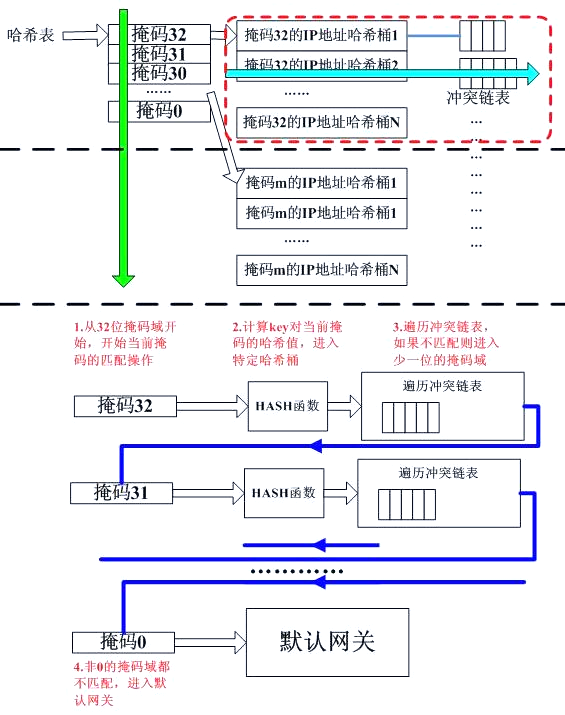 哈希表
掩码32
掩码31
掩码30
......
掩码0
掩码32的IP地址哈希桶1
掩码32的IP地址哈希桶2
......
掩码32的IP地址哈希桶N
冲突链表
...
...
...
...
...
...
...
...
掩码m的IP地址哈希桶1
掩码m的IP地址哈希桶1
......
掩码m的IP地址哈希桶N
1.从32位掩码域开
始，开始当前掩
码的匹配操作
2.计算key对当前掩
码的哈希值，进入
特定哈希桶
3.遍历冲突链表，
如果不匹配则进入
少一位的掩码域
掩码32
HASH函数
遍历冲突链表
掩码31
HASH函数
遍历冲突链表
............
掩码0
默认网关
4.非0的掩码域都
不匹配，进入默
认网关